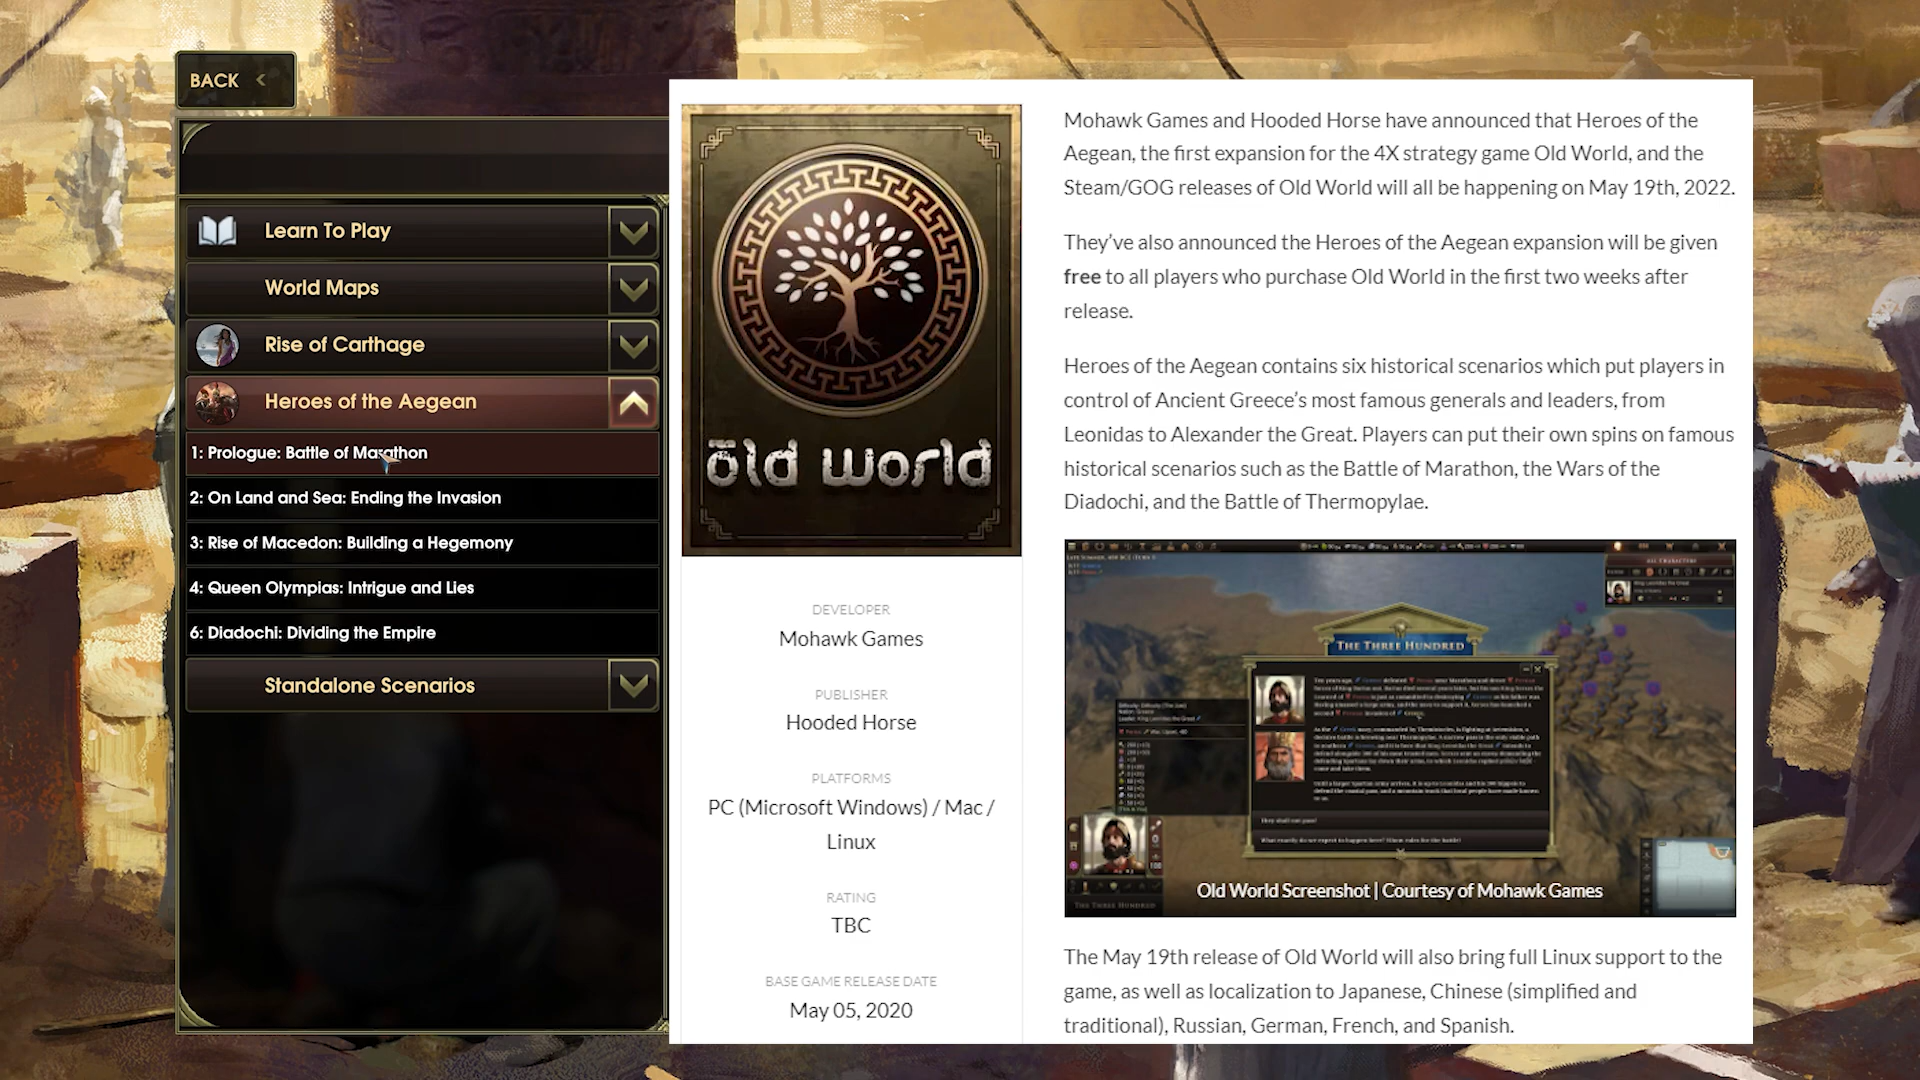 BACK <
Learn To Play
World Maps
Rise of Carthage
Heroes of the Aegean
1: Prologue: Battle of Marathon
2: On Land and Sea: Ending the Invasion
3: Rise of Macedon: Building a Hegemony
4: Queen Olympias: Intrigue and Lies
6: Diadochi: Dividing the Empire
Standalone Scenarios
old world
DEVELOPER
Mohawk Games
PUBLISHER
Hooded Horse
PLATFORMS
PC (Microsoft Windows) / Mac /
Linux
RATING
TBC
BASE GAME RELEASE DATE
May 05, 2020
Mohawk Games and Hooded Horse have announced that Heroes of the
Aegean, the first expansion for the 4X strategy game Old World, and the
Steam/GOG releases of Old World will all be happening on May 19th, 2022.
They’ve also announced the Heroes of the Aegean expansion will be given
free to all players who purchase Old World in the first two weeks after
release.
Heroes of the Aegean contains six historical scenarios which put players in
control of Ancient Greece’s most famous generals and leaders, from
Leonidas to Alexander the Great. Players can put their own spins on famous
historical scenarios such as the Battle of Marathon, the Wars of the
Diadochi, and the Battle of Thermopylae.
ALL CHARACTERS
THE THREE HUNDRED
They shall not pass!
THE THREE HUNDRED
Old World Screenshot | Courtesy of Mohawk Games
The May 19th release of Old World will also bring full Linux support to the
game, as well as localization to Japanese, Chinese (simplified and
traditional), Russian, German, French, and Spanish.